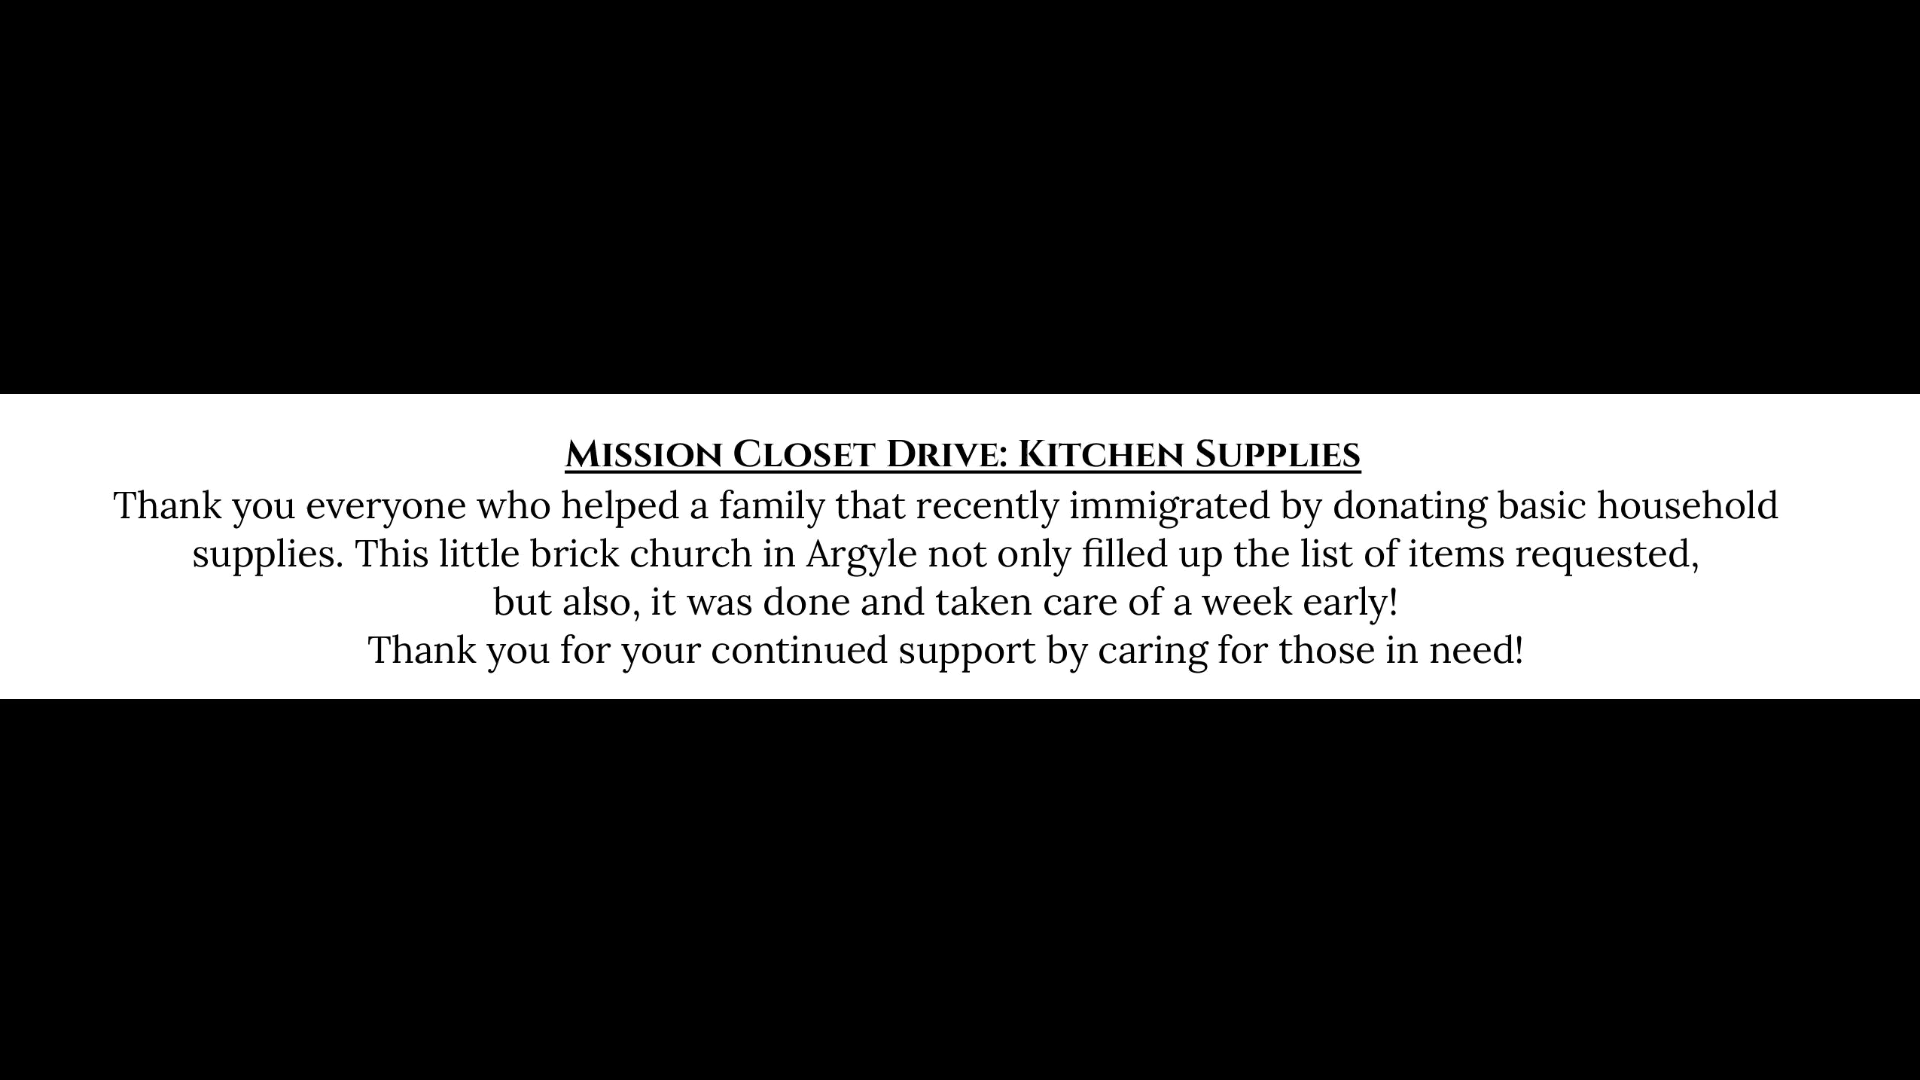 Mission Closet Drive: Kitchen Supplies
Thank you everyone who helped a family that recently immigrated by donating basic household
supplies. This little brick church in Argyle not only filled up the list of items requested,
but also, it was done and taken care of a week early!
Thank you for your continued support by caring for those in need!